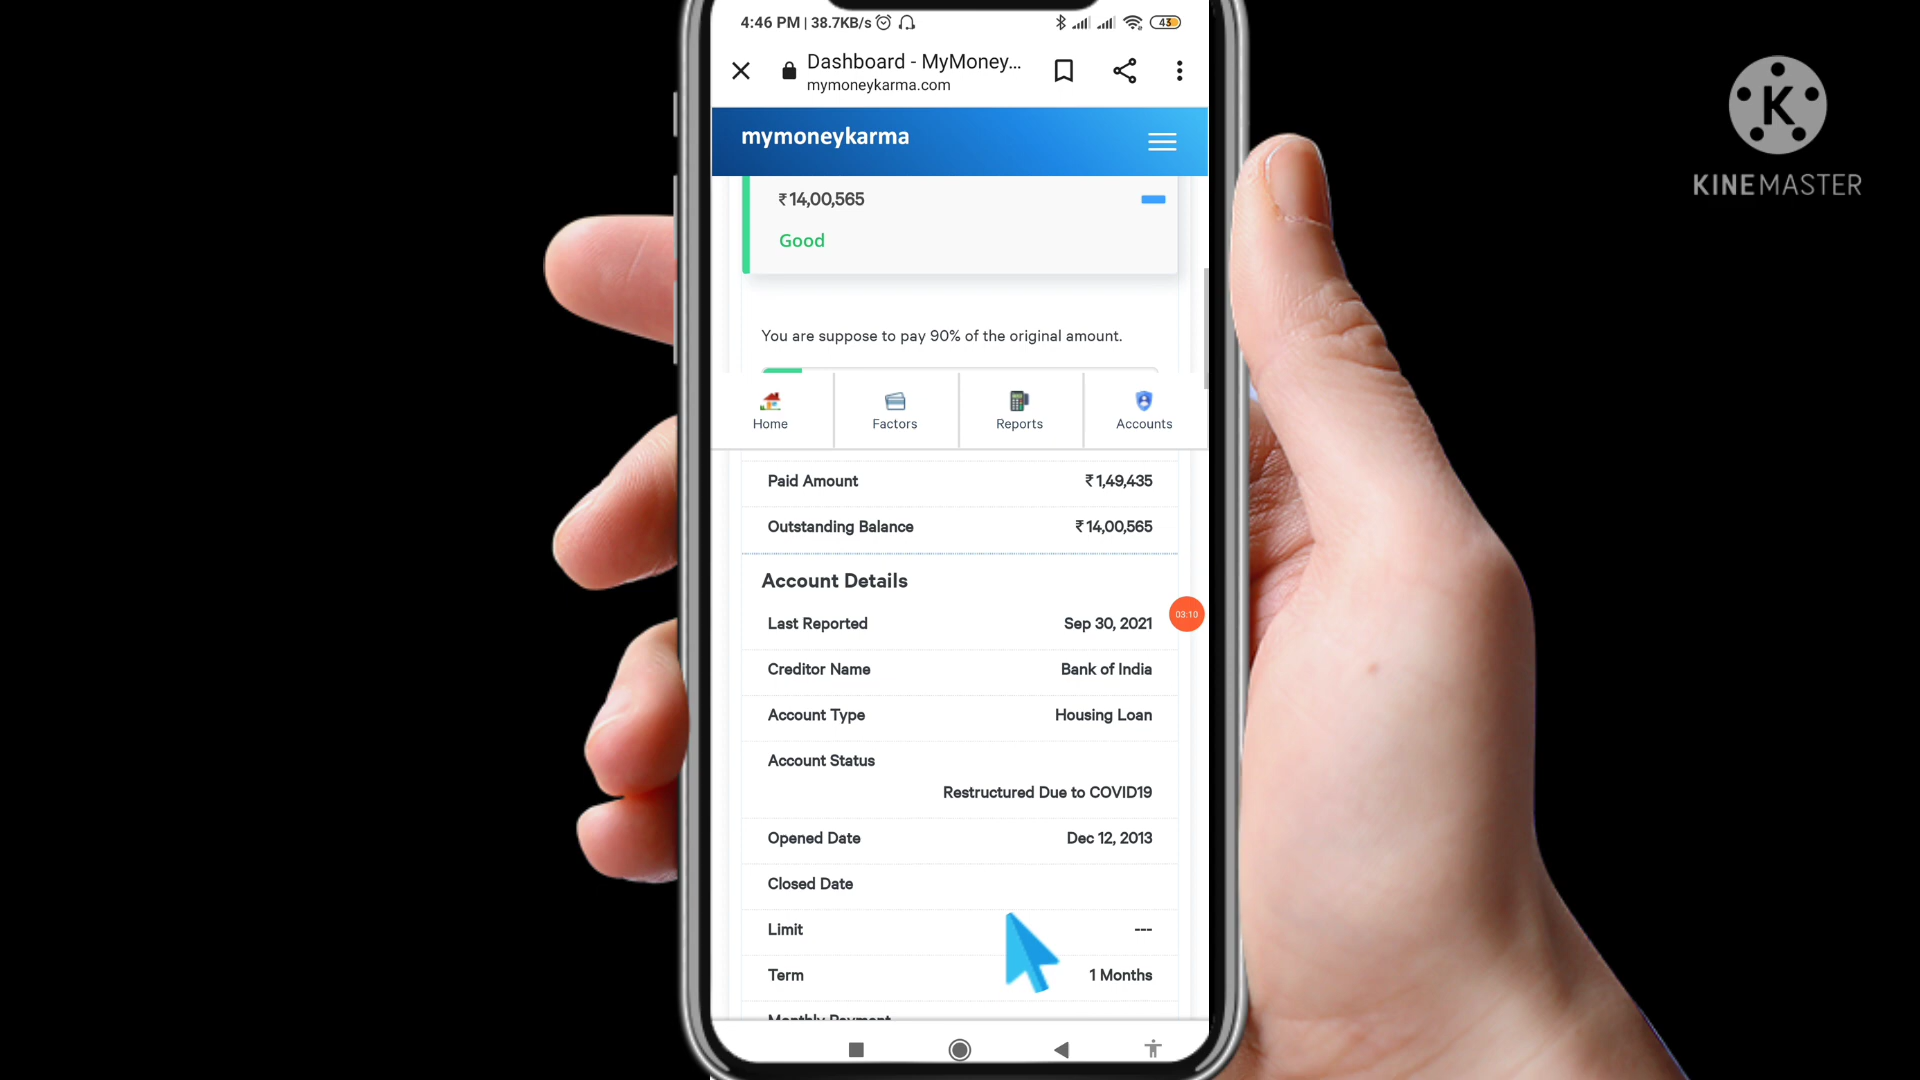 4:46 PM | 38.7KB/s
43
Dashboard - MyMoney...
mymoneykarma.com
mymoneykarma
₹14,00,565
Good
You are suppose to pay 90% of the original amount.
Home
Factors
Reports
Accounts
Paid Amount ₹1,49,435
Outstanding Balance ₹14,00,565
Account Details
Last Reported Sep 30, 2021
03:10
Creditor Name Bank of India
Account Type Housing Loan
Account Status
Restructured Due to COVID19
Opened Date Dec 12, 2013
Closed Date
Limit ---
Term 1 Months
Monthly Payment
K
KINEMASTER